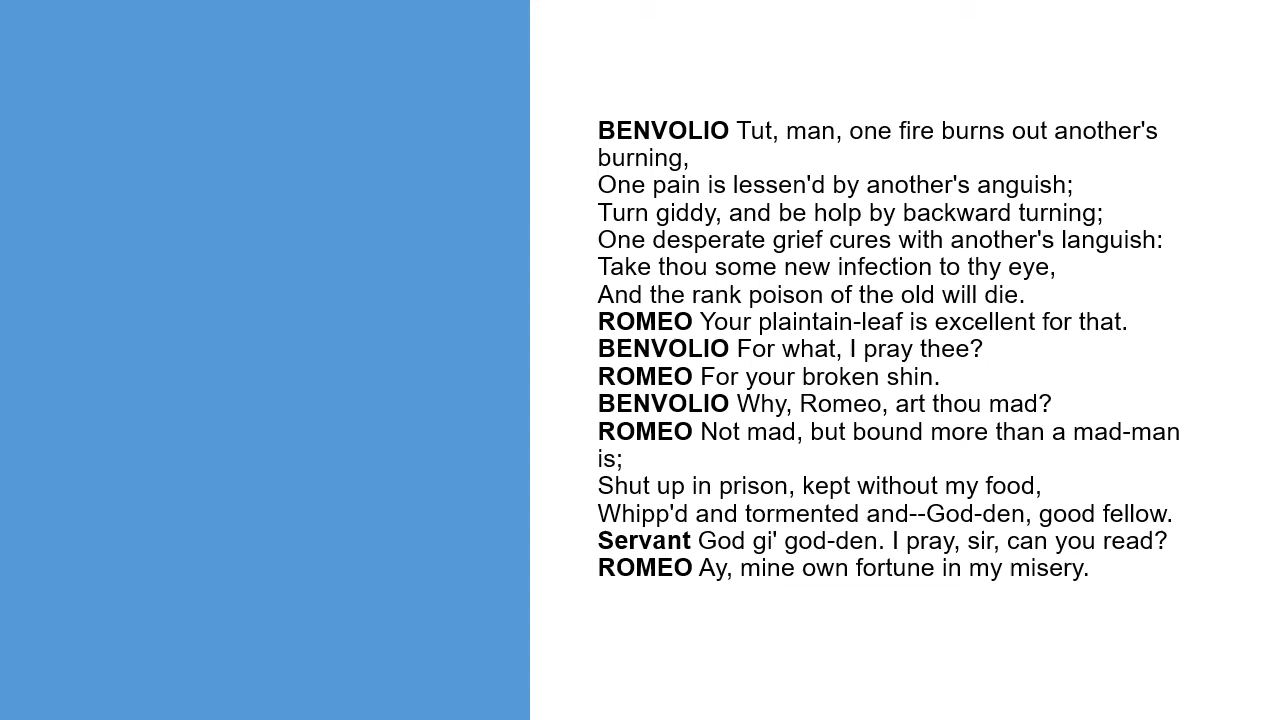 BENVOLIO Tut, man, one fire burns out another's
burning,
One pain is lessen'd by another's anguish;
Turn giddy, and be holp by backward turning;
One desperate grief cures with another's languish:
Take thou some new infection to thy eye,
And the rank poison of the old will die.
ROMEO Your plaintain-leaf is excellent for that.
BENVOLIO For what, I pray thee?
ROMEO For your broken shin.
BENVOLIO Why, Romeo, art thou mad?
ROMEO Not mad, but bound more than a mad-man
is;
Shut up in prison, kept without my food,
Whipp'd and tormented and--God-den, good fellow.
Servant God gi' god-den. I pray, sir, can you read?
ROMEO Ay, mine own fortune in my misery.